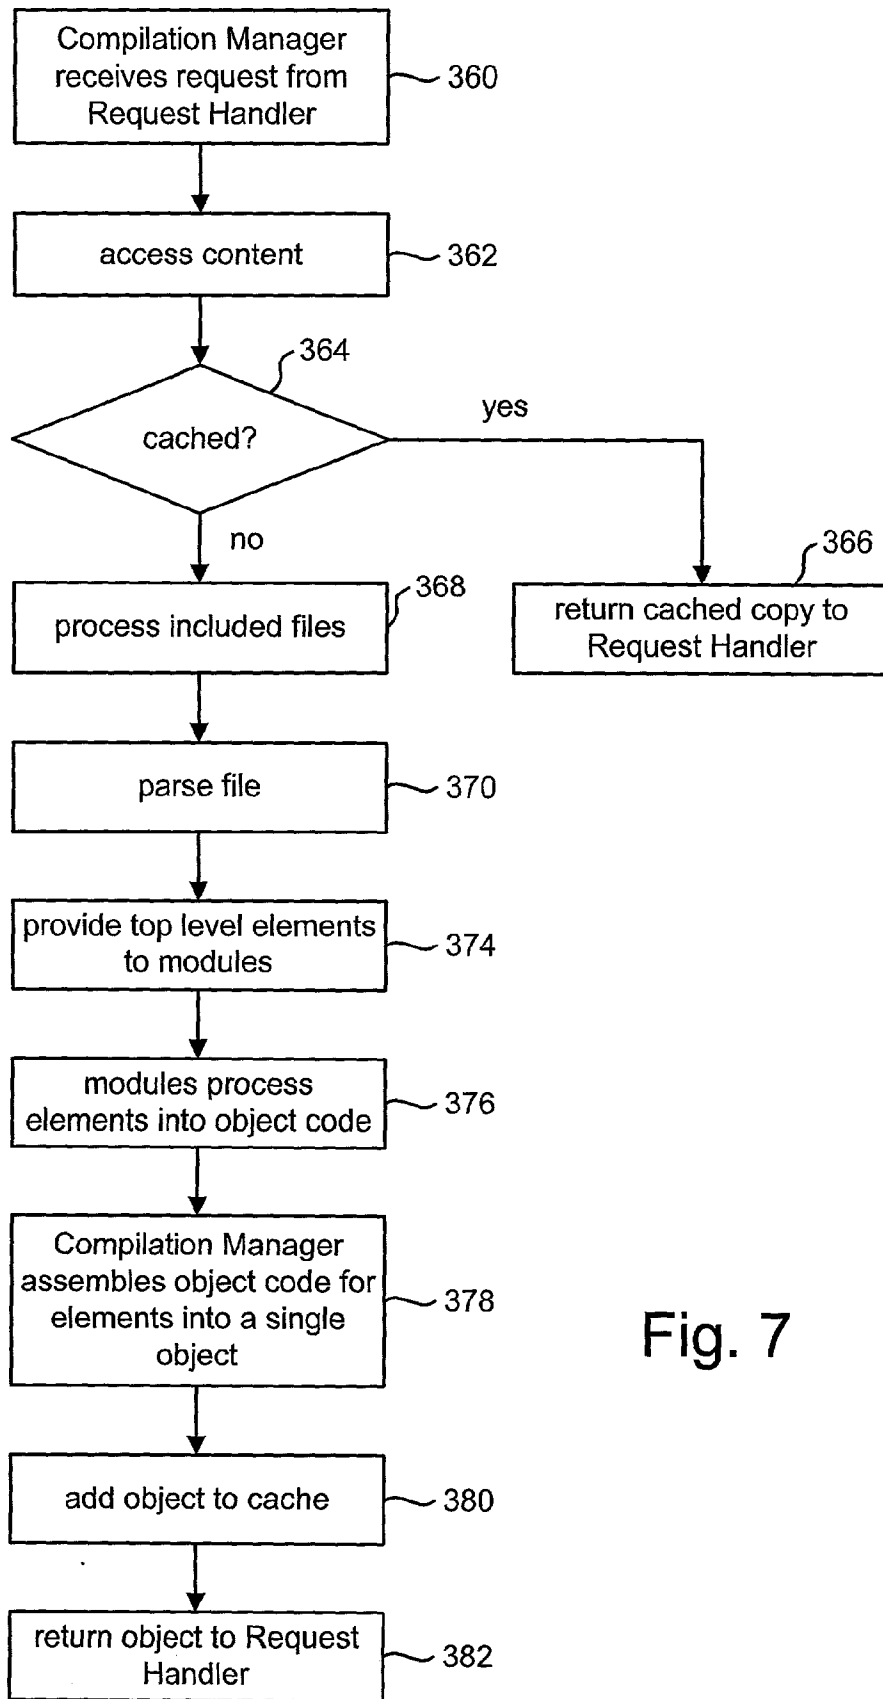 Compilation Manager
receives request from
Request Handler
360
access content
362
364
cached?
yes
no
366
368
process included files
return cached copy to
Request Handler
parse file
370
provide top level elements
to modules
374
modules process
elements into object code
376
Compilation Manager
assembles object code for
elements into a single
object
378
Fig. 7
add object to cache
380
return object to Request
Handler
382